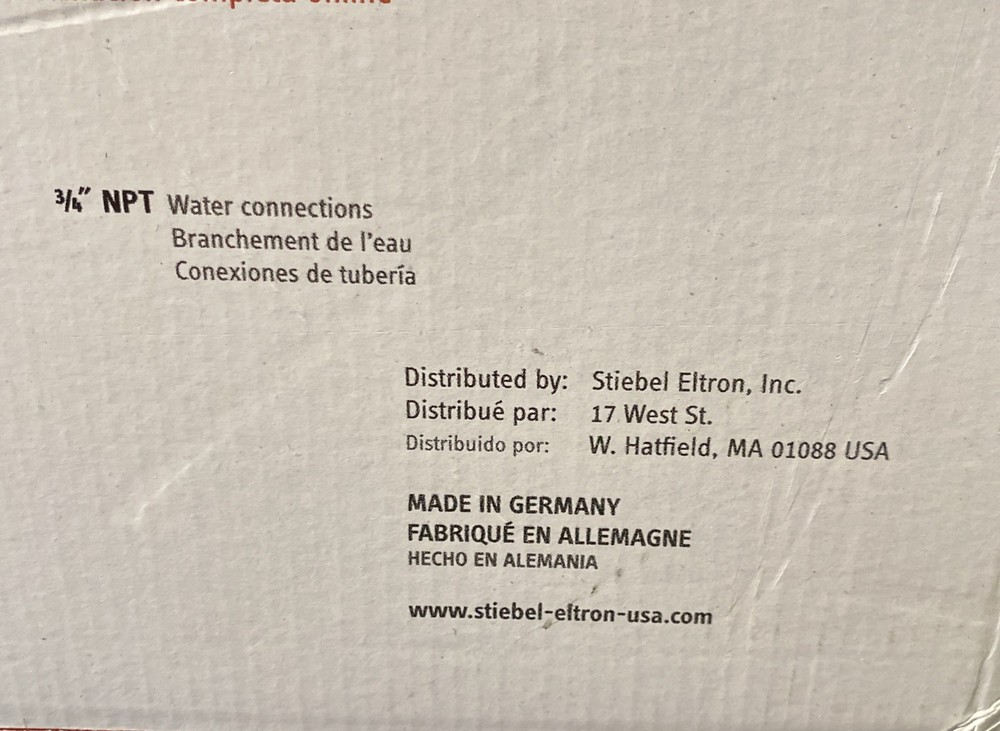 completa online
¾" NPT Water connections
Branchement de l'eau
Conexiones de tubería
Distributed by: Stiebel Eltron, Inc.
Distribué par: 17 West St.
Distribuido por: W. Hatfield, MA 01088 USA
MADE IN GERMANY
FABRIQUÉ EN ALLEMAGNE
HECHO EN ALEMANIA
www.stiebel-eltron-usa.com